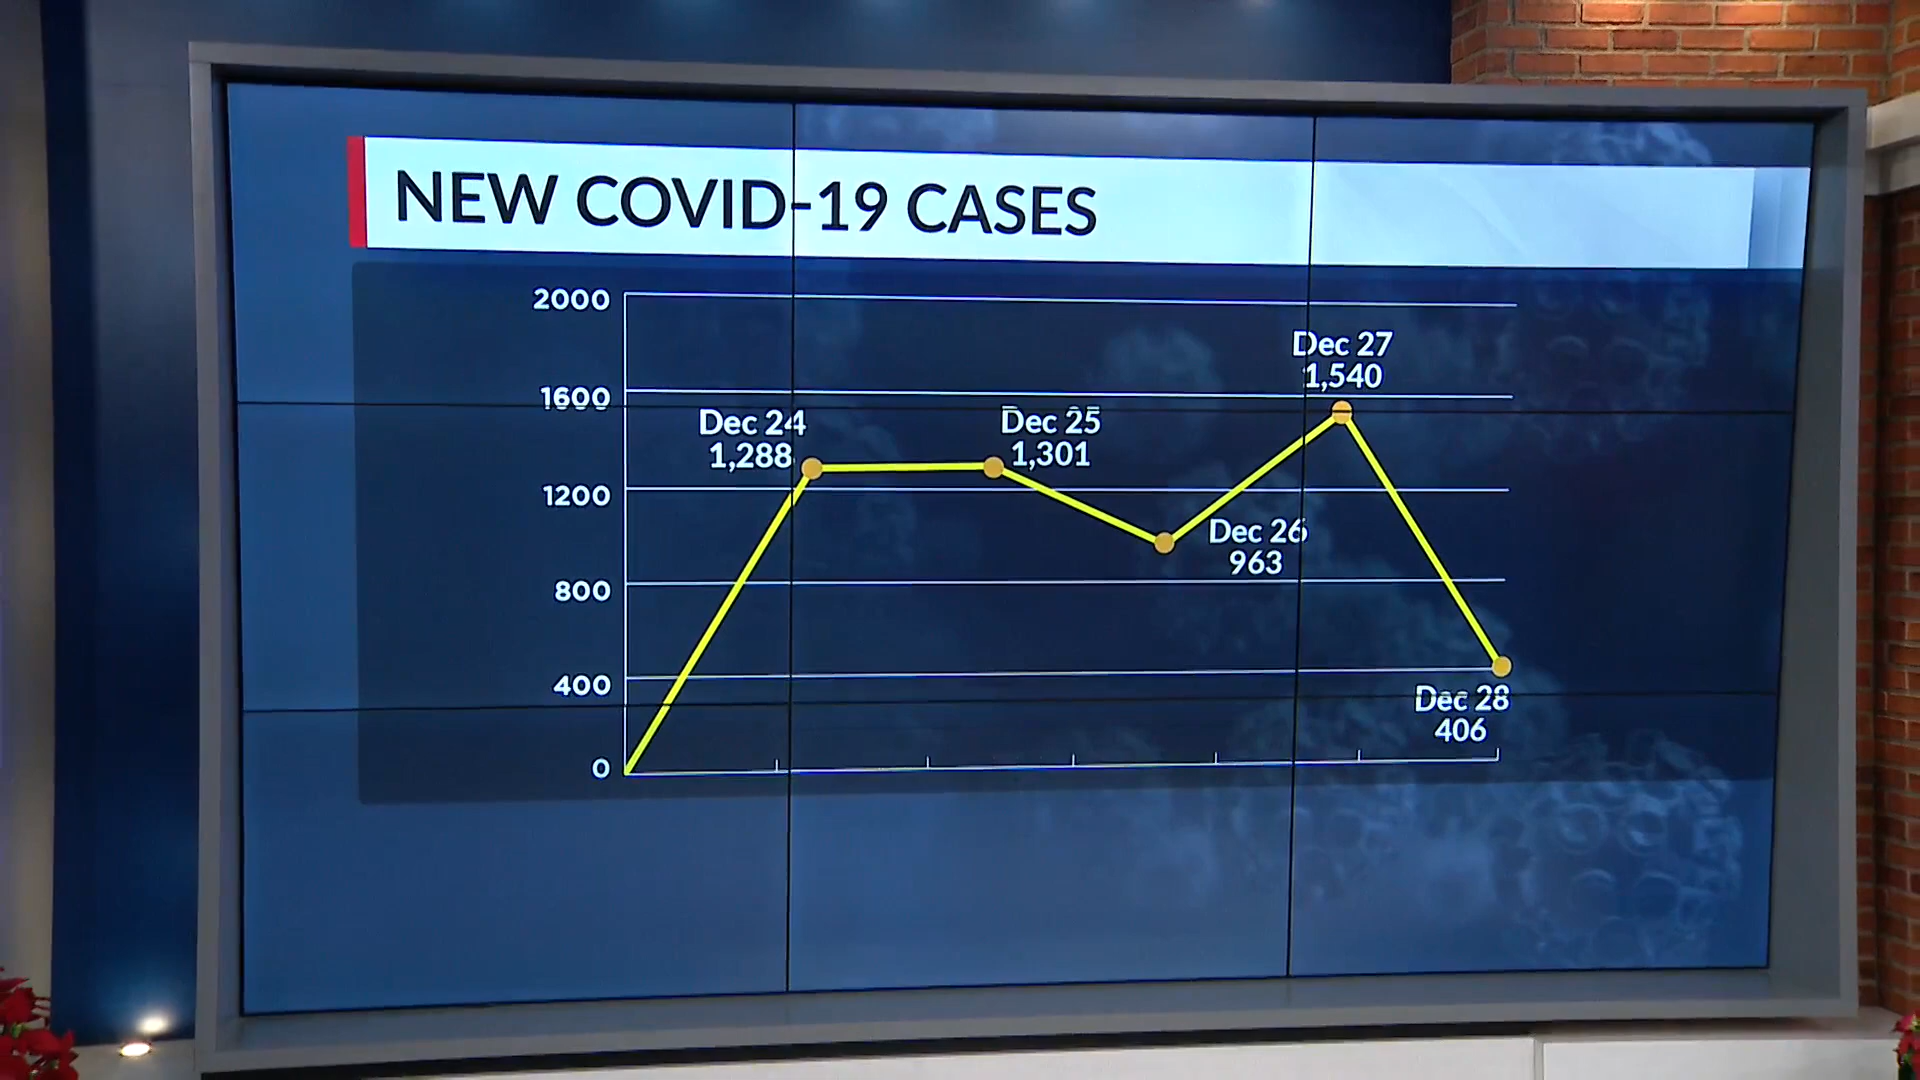 NEW COVID-19 CASES
2000
1600
1200
800
400
0
Dec 24
1,288
Dec 25
1,301
Dec 26
963
Dec 27
1,540
Dec 28
406